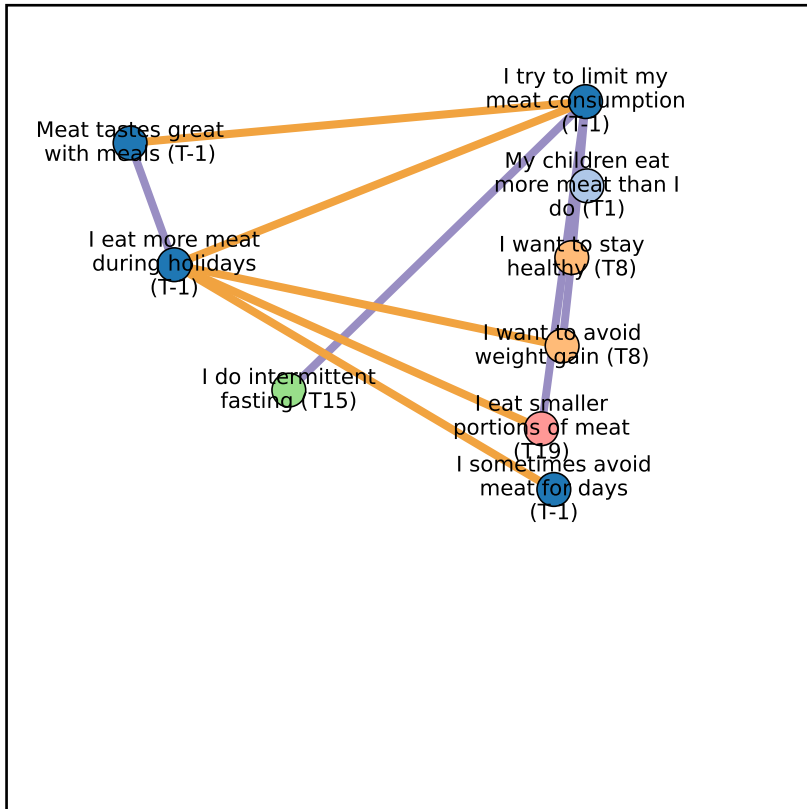 I try to limit my
meat consumption
(T-1)
Meat tastes great
with meals (T-1)
My children eat
more meat than I
do (T1)
I eat more meat
during holidays
(T-1)
I want to stay
healthy (T8)
I want to avoid
weight gain (T8)
I do intermittent
fasting (T15)
I eat smaller
portions of meat
(T19)
I sometimes avoid
meat for days
(T-1)